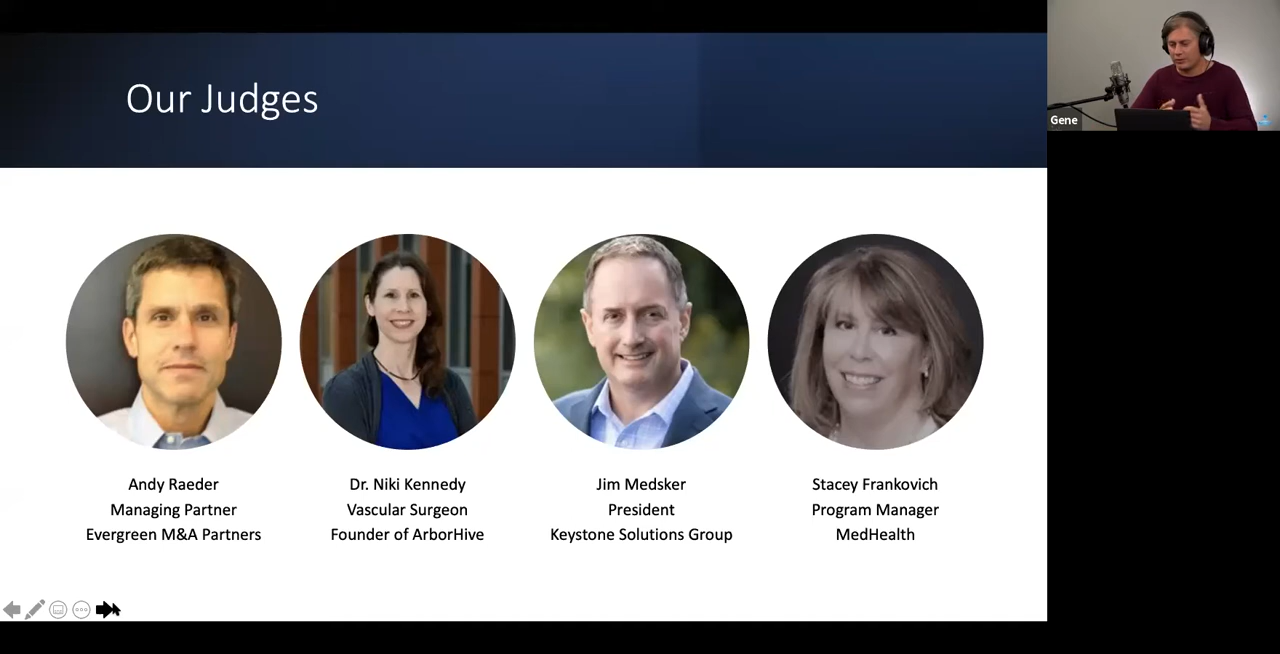 Our Judges
Gene
Andy Raeder
Managing Partner
Evergreen M&A Partners
Dr. Niki Kennedy
Vascular Surgeon
Founder of ArborHive
Jim Medsker
President
Keystone Solutions Group
Stacey Frankovich
Program Manager
MedHealth